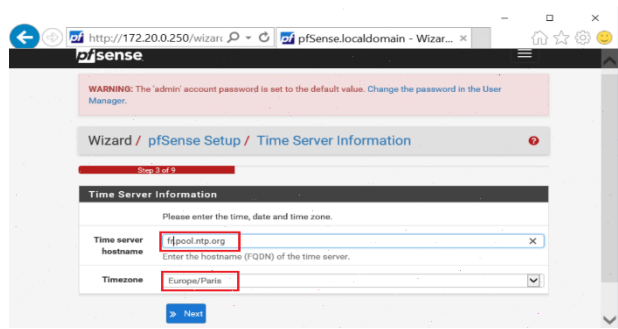 http://172.20.0.250/wizarc
pfSense.localdomain - Wizar...
pfsense
WARNING: The 'admin' account password is set to the default value. Change the password in the User
Manager.
Wizard / pfSense Setup / Time Server Information
Step 3 of 9
Time Server Information
Please enter the time, date and time zone.
Time server
hostname
fr.pool.ntp.org
Enter the hostname (FQDN) of the time server.
Timezone
Europe/Paris
Next